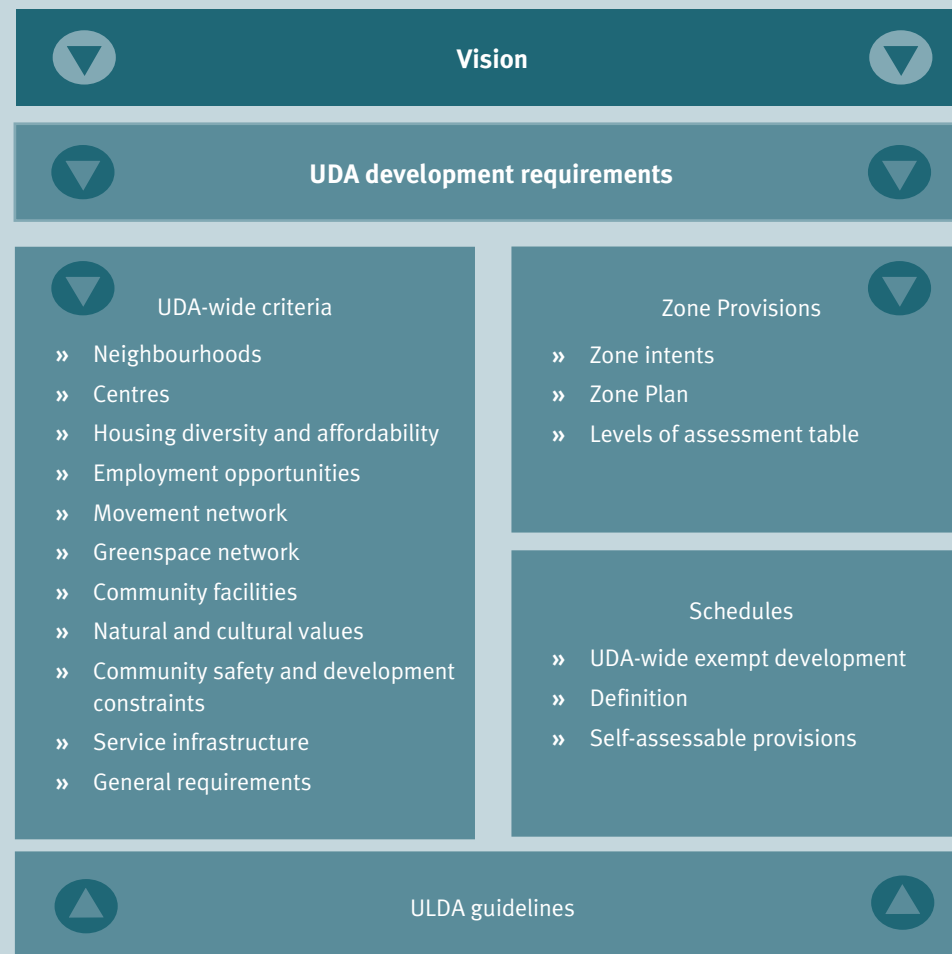 Vision
UDA development requirements
UDA-wide criteria
» Neighbourhoods
» Centres
» Housing diversity and affordability
» Employment opportunities
» Movement network
» Greenspace network
» Community facilities
» Natural and cultural values
» Community safety and development
constraints
» Service infrastructure
» General requirements
Zone Provisions
» Zone intents
» Zone Plan
» Levels of assessment table
Schedules
» UDA-wide exempt development
» Definition
» Self-assessable provisions
ULDA guidelines